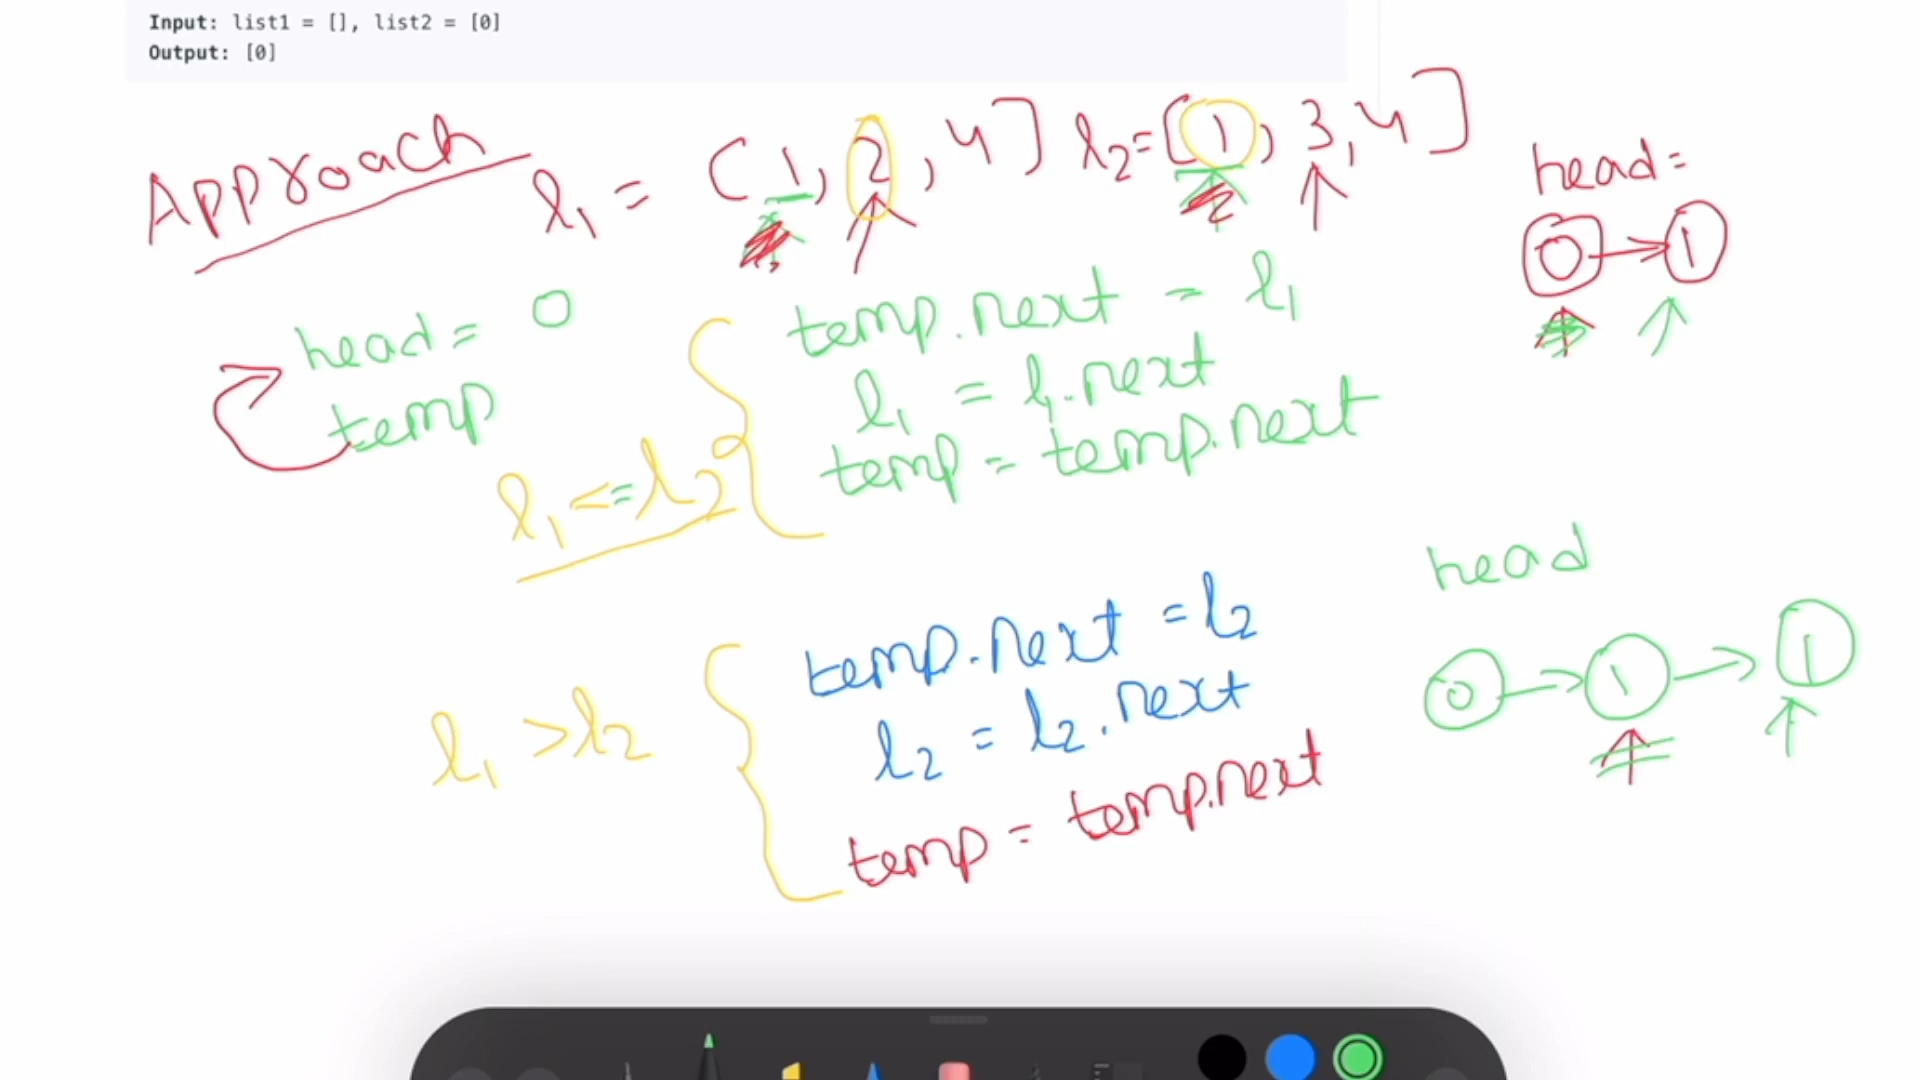 Input: list1 = [], list2 = [0]
Output: [0]
Approach
l1 = [1, 2, 4] l2=[1, 3, 4]
head=
0 1
head= 0
temp
l1 <= l2
temp.next = l1
l1 = l1.next
temp = temp.next
head
0 1 1
l1 > l2
temp.next = l2
l2 = l2.next
temp = temp.next